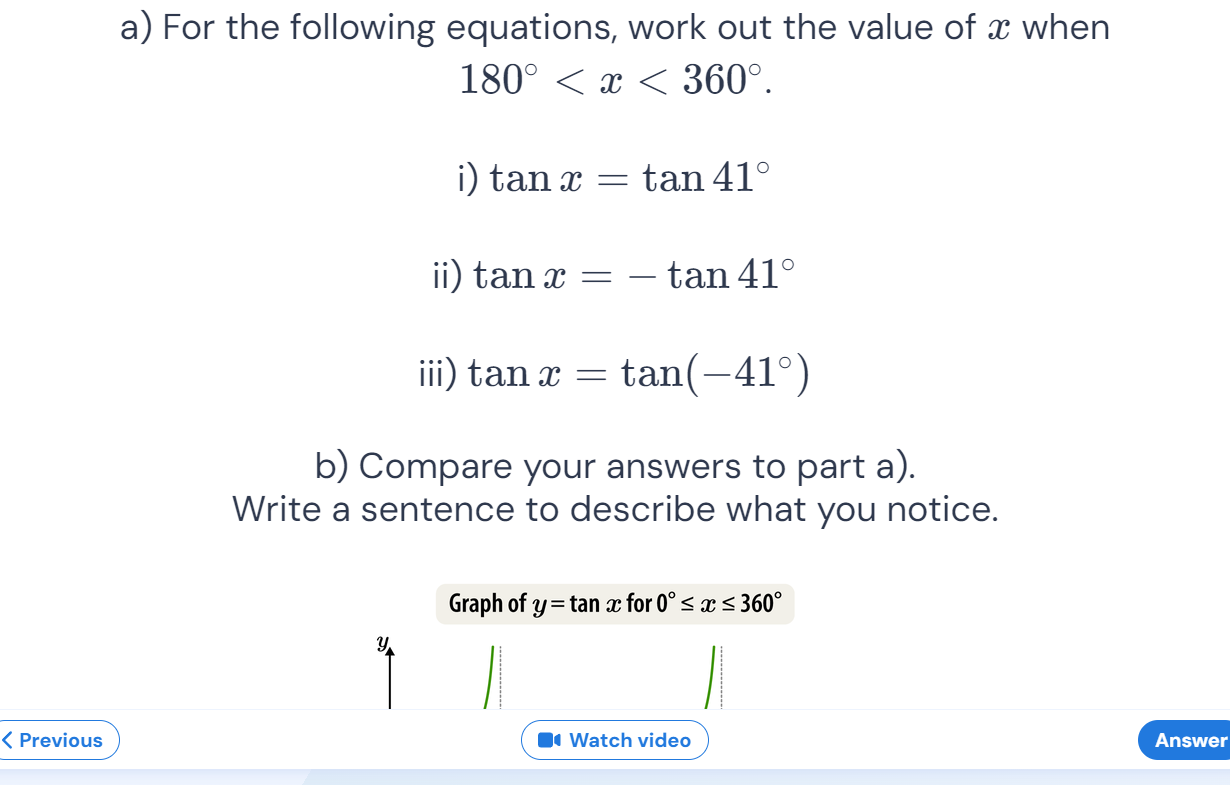 a) For the following equations, work out the value of x when
180° < x < 360°.
i) tan x = tan 41°
ii) tan x = − tan 41°
iii) tan x = tan(−41°)
b) Compare your answers to part a).
Write a sentence to describe what you notice.
Graph of y = tan x for 0° ≤ x ≤ 360°
y
Previous
Watch video
Answer